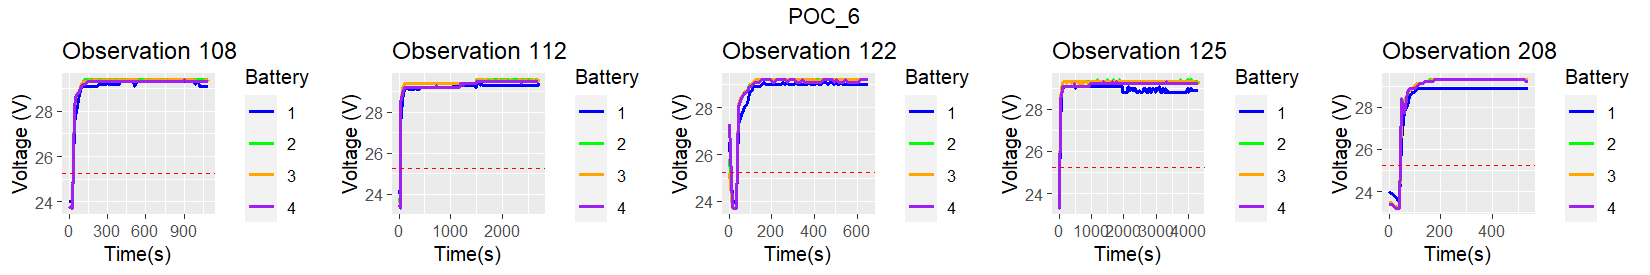 POC_6
Observation 108
Voltage (V)
28
26
24
0 300 600 900
Time(s)
Battery
1
2
3
4
Observation 112
Voltage (V)
28
26
24
0 1000 2000
Time(s)
Battery
1
2
3
4
Observation 122
Voltage (V)
28
26
24
0 200 400 600
Time(s)
Battery
1
2
3
4
Observation 125
Voltage (V)
28
26
24
0 1000 2000 3000 4000
Time(s)
Battery
1
2
3
4
Observation 208
Voltage (V)
28
26
24
0 200 400
Time(s)
Battery
1
2
3
4